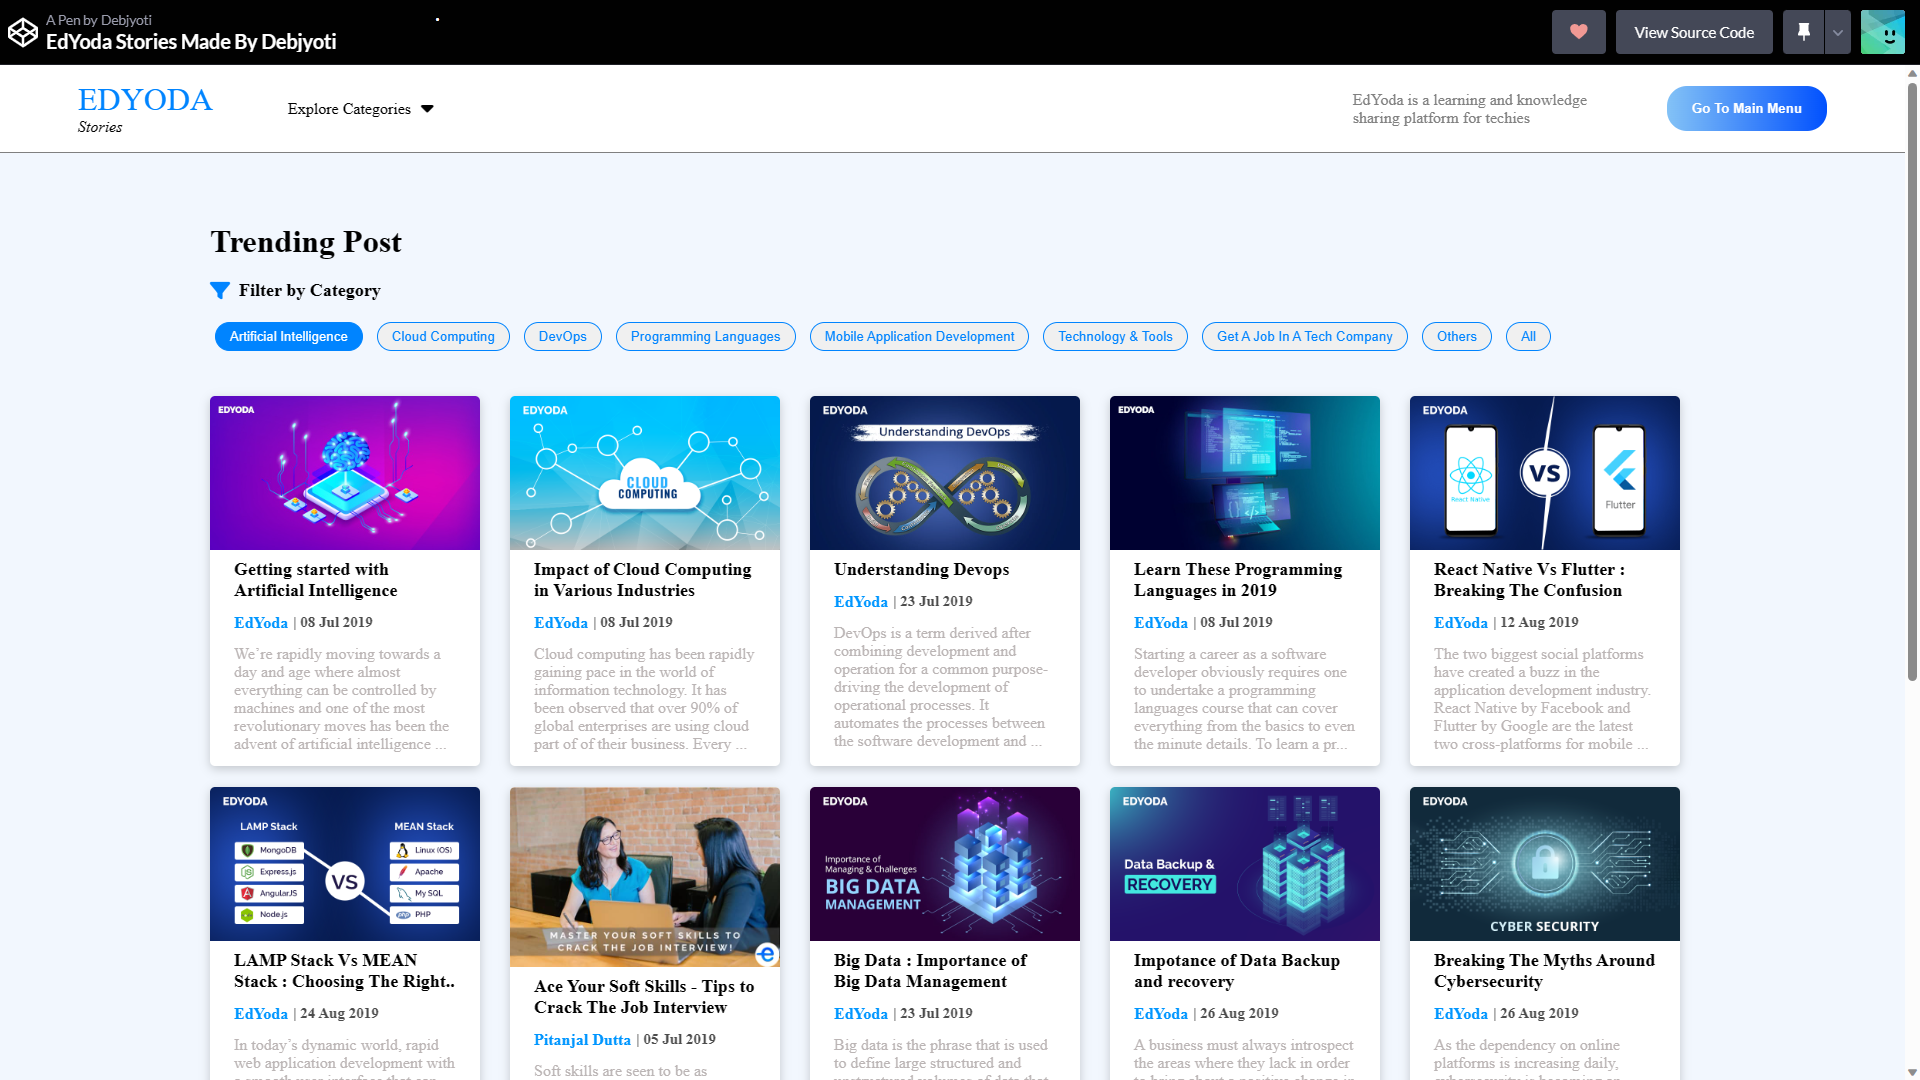 A Pen by Debjyoti
EdYoda Stories Made By Debjyoti
View Source Code
EDYODA
Stories
Explore Categories
EdYoda is a learning and knowledge
sharing platform for techies
Go To Main Menu
Trending Post
Filter by Category
Artificial Intelligence
Cloud Computing
DevOps
Programming Languages
Mobile Application Development
Technology & Tools
Get A Job In A Tech Company
Others
All
EDYODA
Getting started with
Artificial Intelligence
EdYoda | 08 Jul 2019
We’re rapidly moving towards a
day and age where almost
everything can be controlled by
machines and one of the most
revolutionary moves has been the
advent of artificial intelligence ...
EDYODA
CLOUD
COMPUTING
Impact of Cloud Computing
in Various Industries
EdYoda | 08 Jul 2019
Cloud computing has been rapidly
gaining pace in the world of
information technology. It has
been observed that over 90% of
global enterprises are using cloud
part of of their business. Every ...
EDYODA
Understanding DevOps
Understanding Devops
EdYoda | 23 Jul 2019
DevOps is a term derived after
combining development and
operation for a common purpose-
driving the development of
operational processes. It
automates the processes between
the software development and ...
EDYODA
Learn These Programming
Languages in 2019
EdYoda | 08 Jul 2019
Starting a career as a software
developer obviously requires one
to undertake a programming
languages course that can cover
everything from the basics to even
the minute details. To learn a pr...
EDYODA
React Native
VS
Flutter
React Native Vs Flutter :
Breaking The Confusion
EdYoda | 12 Aug 2019
The two biggest social platforms
have created a buzz in the
application development industry.
React Native by Facebook and
Flutter by Google are the latest
two cross-platforms for mobile ...
EDYODA
LAMP Stack
MongoDB
Express.js
AngularJS
Node.js
VS
MEAN Stack
Linux (OS)
Apache
My SQL
PHP
LAMP Stack Vs MEAN
Stack : Choosing The Right..
EdYoda | 24 Aug 2019
In today’s dynamic world, rapid
web application development with
a smooth user interface that can
MASTER YOUR SOFT SKILLS TO
CRACK THE JOB INTERVIEW!
Ace Your Soft Skills - Tips to
Crack The Job Interview
Pitanjal Dutta | 05 Jul 2019
Soft skills are seen to be as
EDYODA
Importance of
Managing & Challenges
BIG DATA
MANAGEMENT
Big Data : Importance of
Big Data Management
EdYoda | 23 Jul 2019
Big data is the phrase that is used
to define large structured and
unstructured volumes of data that
EDYODA
Data Backup &
RECOVERY
Impotance of Data Backup
and recovery
EdYoda | 26 Aug 2019
A business must always introspect
the areas where they lack in order
to bring about a positive change in
EDYODA
CYBER SECURITY
Breaking The Myths Around
Cybersecurity
EdYoda | 26 Aug 2019
As the dependency on online
platforms is increasing daily,
cybersecurity is becoming an